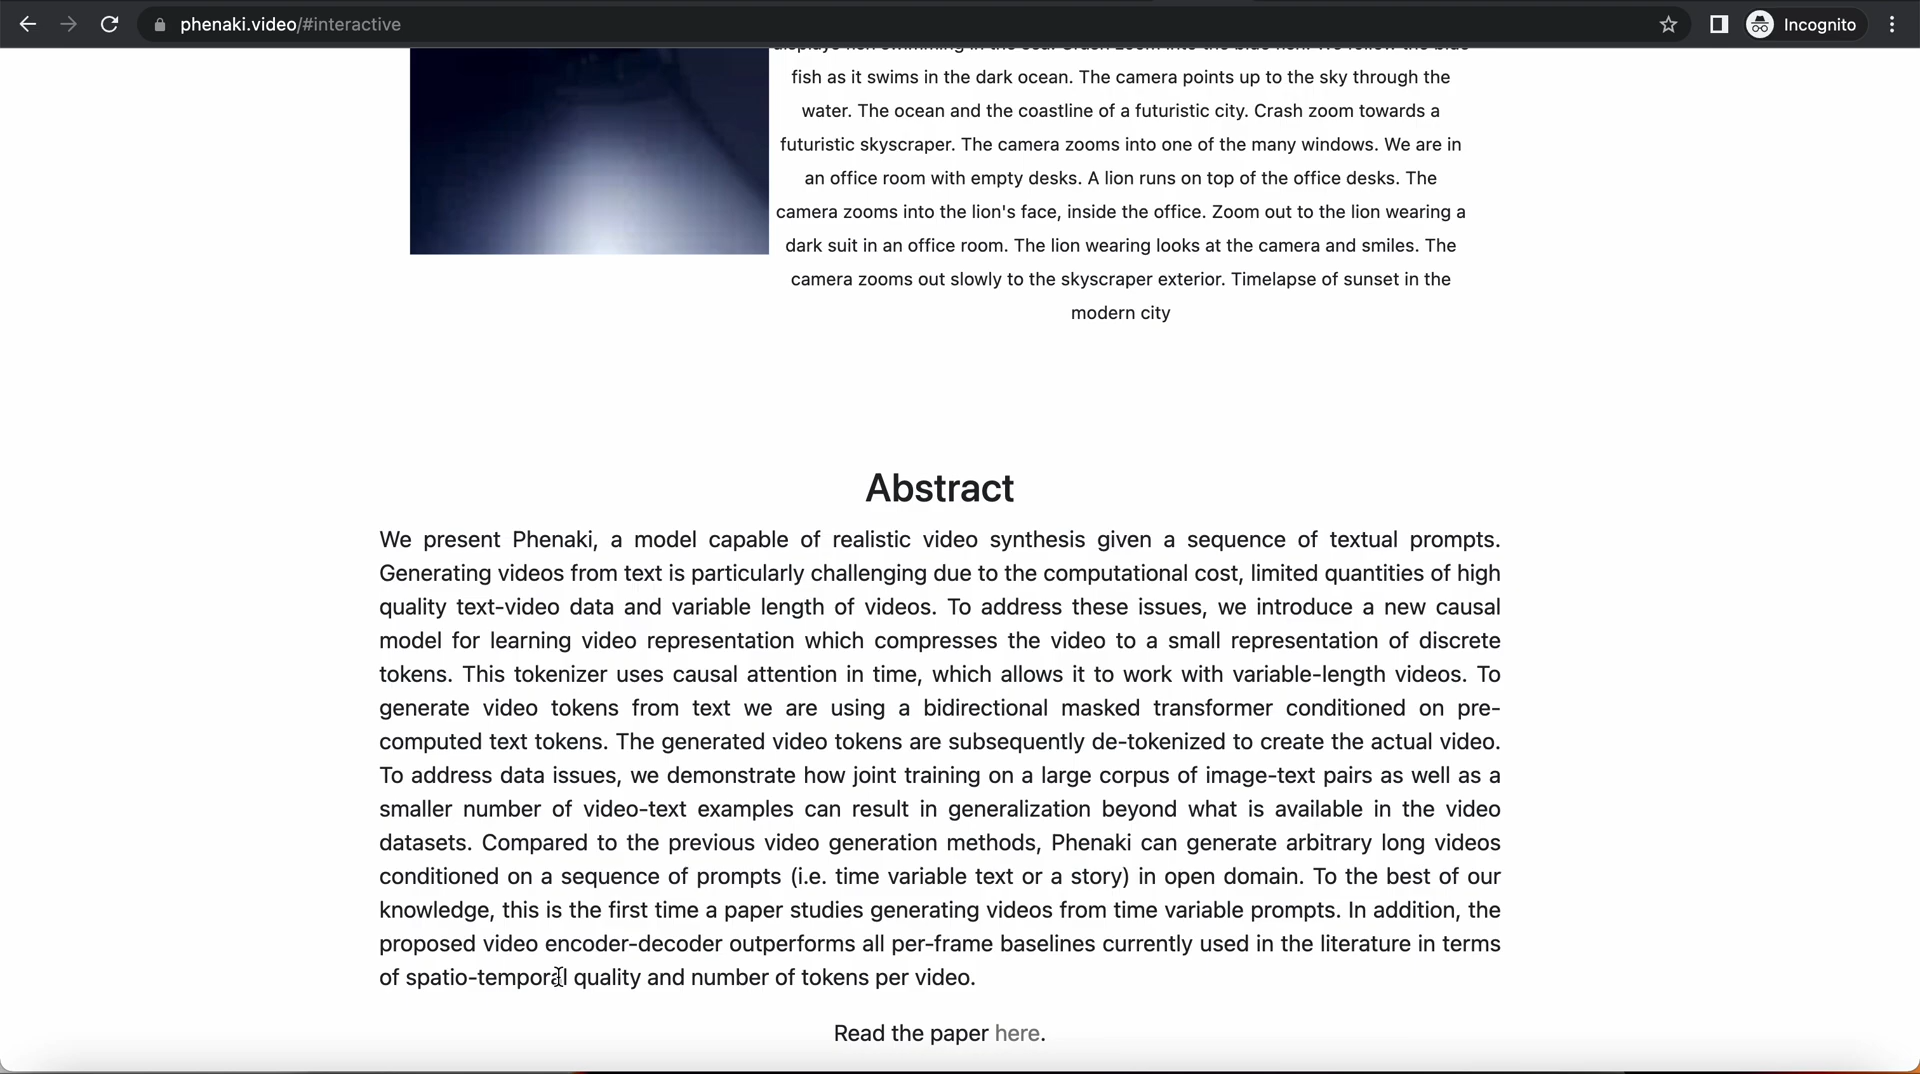 phenaki.video/#interactive
Incognito
displays fish swimming in the sea. Crash zoom into the blue fish. We follow the blue
fish as it swims in the dark ocean. The camera points up to the sky through the
water. The ocean and the coastline of a futuristic city. Crash zoom towards a
futuristic skyscraper. The camera zooms into one of the many windows. We are in
an office room with empty desks. A lion runs on top of the office desks. The
camera zooms into the lion's face, inside the office. Zoom out to the lion wearing a
dark suit in an office room. The lion wearing looks at the camera and smiles. The
camera zooms out slowly to the skyscraper exterior. Timelapse of sunset in the
modern city
Abstract
We present Phenaki, a model capable of realistic video synthesis given a sequence of textual prompts.
Generating videos from text is particularly challenging due to the computational cost, limited quantities of high
quality text-video data and variable length of videos. To address these issues, we introduce a new causal
model for learning video representation which compresses the video to a small representation of discrete
tokens. This tokenizer uses causal attention in time, which allows it to work with variable-length videos. To
generate video tokens from text we are using a bidirectional masked transformer conditioned on pre-
computed text tokens. The generated video tokens are subsequently de-tokenized to create the actual video.
To address data issues, we demonstrate how joint training on a large corpus of image-text pairs as well as a
smaller number of video-text examples can result in generalization beyond what is available in the video
datasets. Compared to the previous video generation methods, Phenaki can generate arbitrary long videos
conditioned on a sequence of prompts (i.e. time variable text or a story) in open domain. To the best of our
knowledge, this is the first time a paper studies generating videos from time variable prompts. In addition, the
proposed video encoder-decoder outperforms all per-frame baselines currently used in the literature in terms
of spatio-temporal quality and number of tokens per video.
Read the paper here.